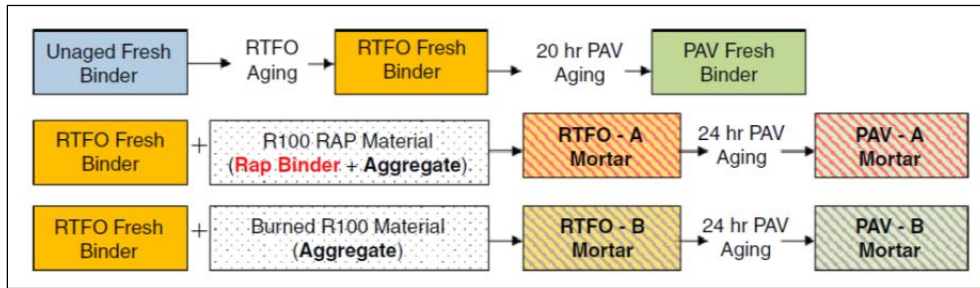 Unaged Fresh
Binder
RTFO
Aging
RTFO Fresh
Binder
20 hr PAV
Aging
PAV Fresh
Binder
RTFO Fresh
Binder
+
R100 RAP Material
(Rap Binder + Aggregate)
RTFO - A
Mortar
24 hr PAV
Aging
PAV - A
Mortar
RTFO Fresh
Binder
+
Burned R100 Material
(Aggregate)
RTFO - B
Mortar
24 hr PAV
Aging
PAV - B
Mortar